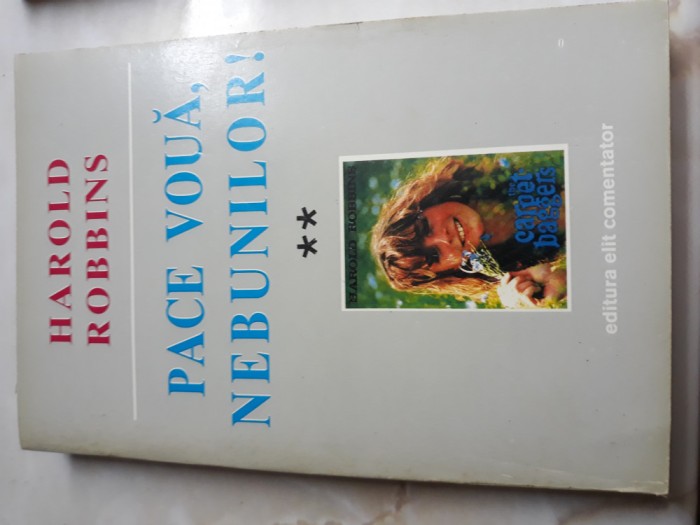 HAROLD
ROBBINS
PACE VOUĂ,
NEBUNILOR!
**
HAROLD ROBBINS
the
carpet
baggers
editura elit comentator